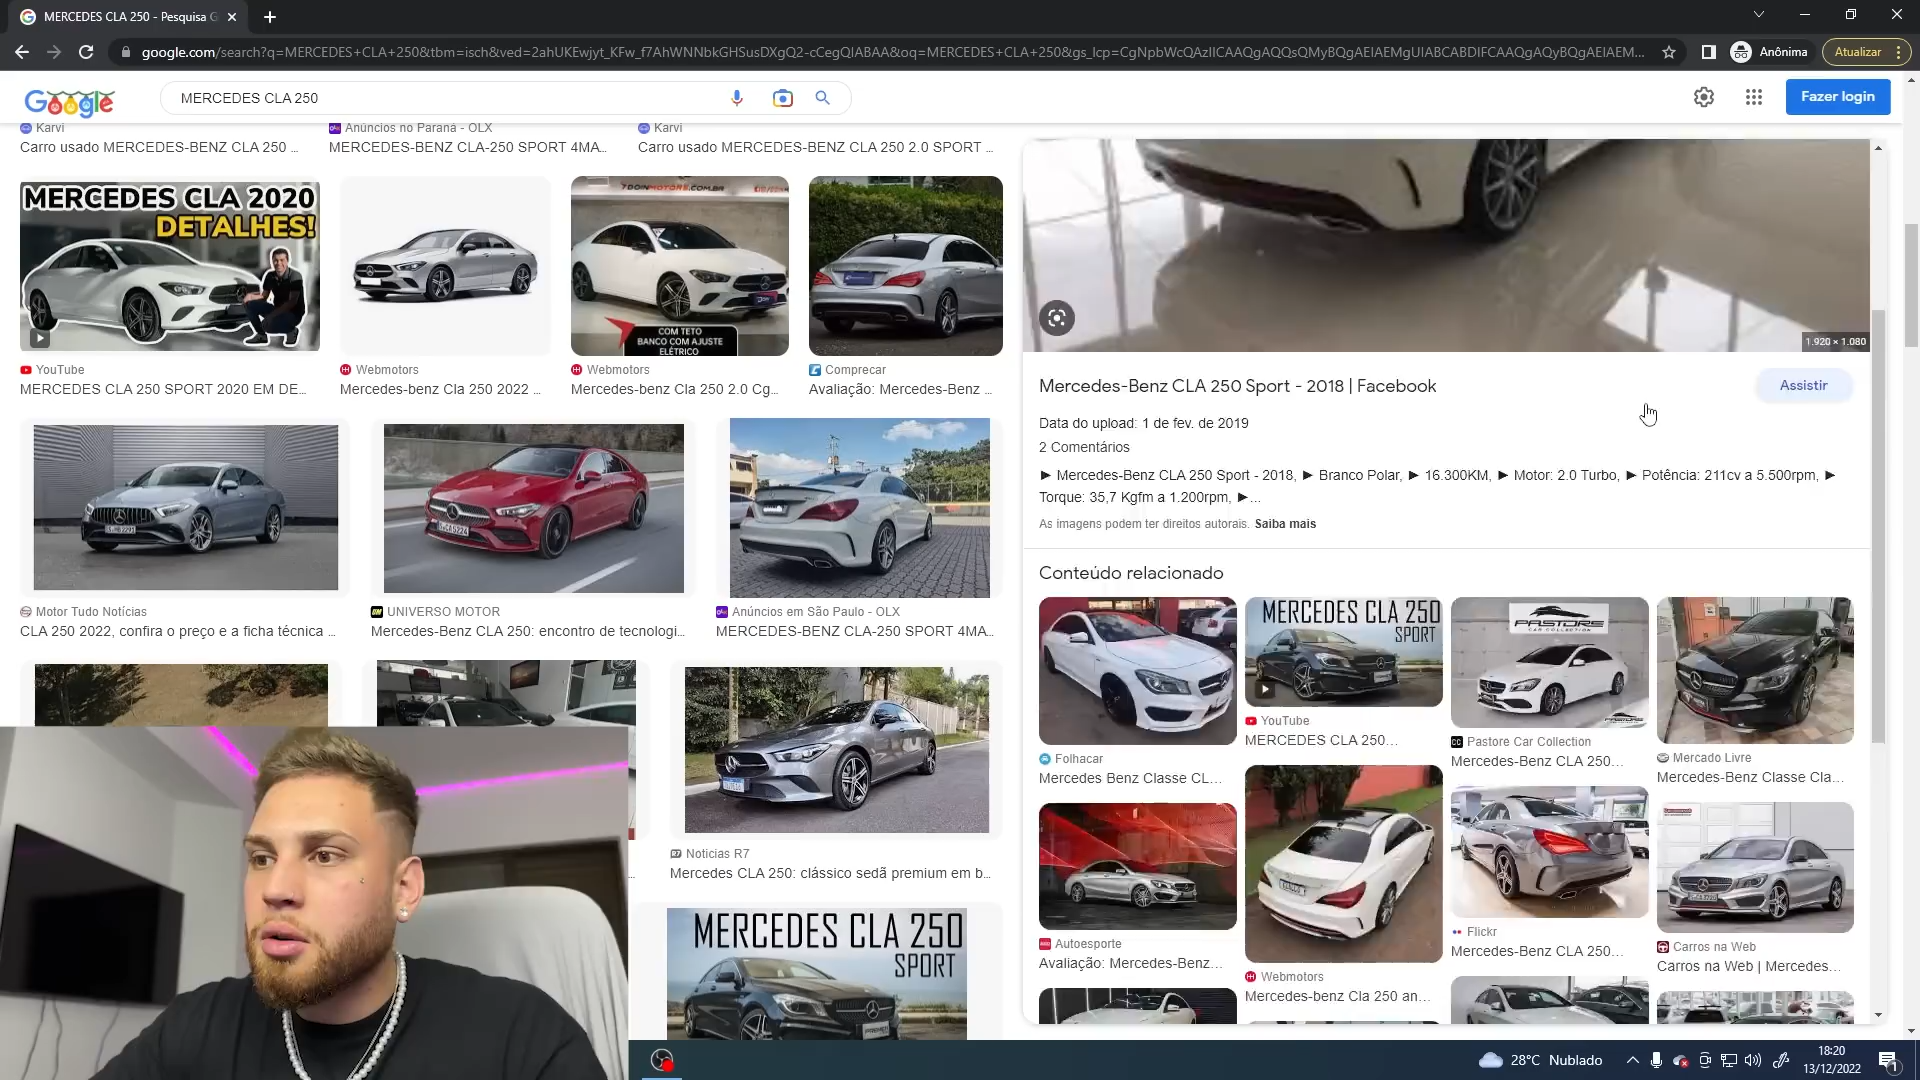 MERCEDES CLA 250 - Pesquisa G
google.com/search?q=MERCEDES+CLA+250&tbm=isch&ved=2ahUKEwjyt_KFw_f7AhWNNbkGHSusDXgQ2-cCegQIABAA&oq=MERCEDES+CLA+250&gs_lcp=CgNpbWcQAzIICAAQgAQQsQMyBQgAEIAEMgUIABCABDIFCAAQgAQyBQgAEIAEM...
Anônima
Atualizar
Google
MERCEDES CLA 250
Fazer login
Karvi
Anúncios no Paraná - OLX
Karvi
Carro usado MERCEDES-BENZ CLA 250 ...
MERCEDES-BENZ CLA-250 SPORT 4MA...
Carro usado MERCEDES-BENZ CLA 250 2.0 SPORT ...
MERCEDES CLA 2020
DETALHES!
7DOINMOTORS.COM.BR
COM TETO
BANCO COM AJUSTE
ELÉTRICO
YouTube
Webmotors
Webmotors
Comprecar
MERCEDES CLA 250 SPORT 2020 EM DE...
Mercedes-benz Cla 250 2022 ...
Mercedes-benz Cla 250 2.0 Cg...
Avaliação: Mercedes-Benz ...
Motor Tudo Notícias
UNIVERSO MOTOR
Anúncios em São Paulo - OLX
CLA 250 2022, confira o preço e a ficha técnica ...
Mercedes-Benz CLA 250: encontro de tecnologi...
MERCEDES-BENZ CLA-250 SPORT 4MA...
Noticias R7
Mercedes CLA 250: clássico sedã premium em b...
MERCEDES CLA 250
SPORT
1.920 × 1.080
Mercedes-Benz CLA 250 Sport - 2018 | Facebook
Assistir
Data do upload: 1 de fev. de 2019
2 Comentários
► Mercedes-Benz CLA 250 Sport - 2018, ► Branco Polar, ► 16.300KM, ► Motor: 2.0 Turbo, ► Potência: 211cv a 5.500rpm, ►
Torque: 35,7 Kgfm a 1.200rpm, ►...
As imagens podem ter direitos autorais. Saiba mais
Conteúdo relacionado
MERCEDES CLA 250
SPORT
PASTORE
CAR COLLECTION
Folhacar
Mercedes Benz Classe CL...
YouTube
MERCEDES CLA 250...
Pastore Car Collection
Mercedes-Benz CLA 250...
Mercado Livre
Mercedes-Benz Classe Cla...
Autoesporte
Avaliação: Mercedes-Benz...
Webmotors
Mercedes-benz Cla 250 an...
Flickr
Mercedes-Benz CLA 250...
Carros na Web
Carros na Web | Mercedes...
28°C Nublado
18:20
13/12/2022
1